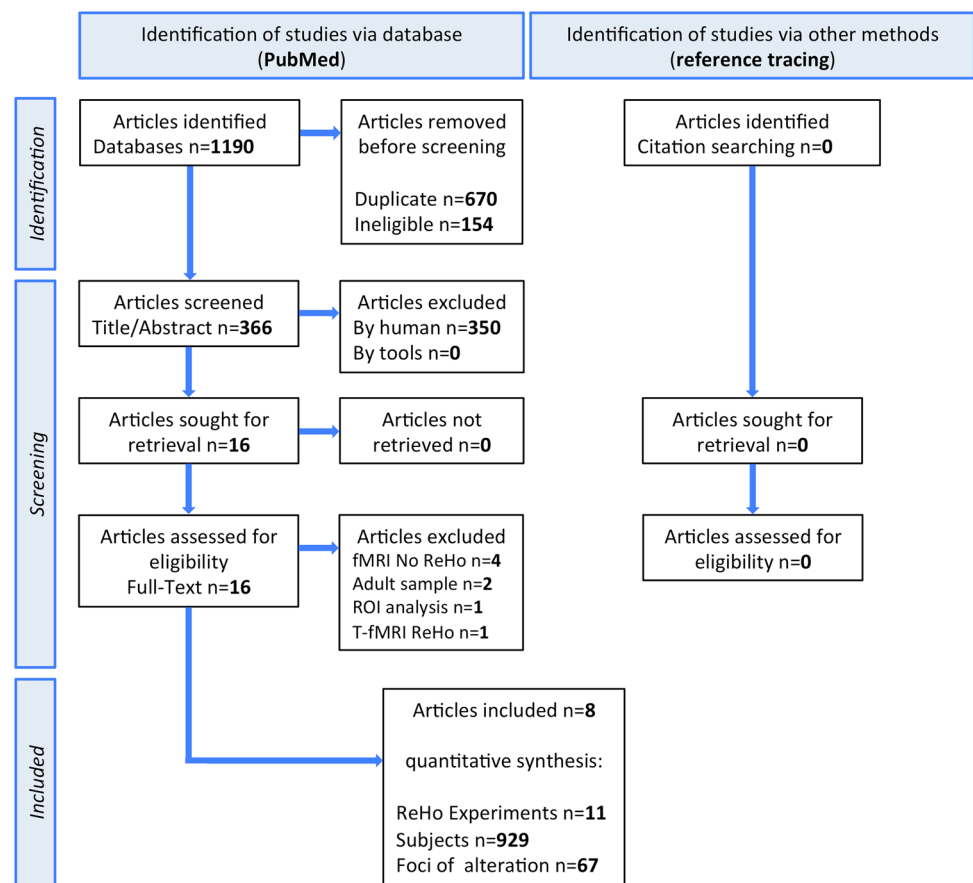 Identification of studies via database
(PubMed)
Identification of studies via other methods
(reference tracing)
Identification
Articles identified
Databases n=1190
Articles removed
before screening
Duplicate n=670
Ineligible n=154
Articles identified
Citation searching n=0
Screening
Articles screened
Title/Abstract n=366
Articles excluded
By human n=350
By tools n=0
Articles sought for
retrieval n=16
Articles not
retrieved n=0
Articles sought for
retrieval n=0
Articles assessed for
eligibility
Full-Text n=16
Articles excluded
fMRI No ReHo n=4
Adult sample n=2
ROI analysis n=1
T-fMRI ReHo n=1
Articles assessed for
eligibility n=0
Included
Articles included n=8
quantitative synthesis:
ReHo Experiments n=11
Subjects n=929
Foci of alteration n=67